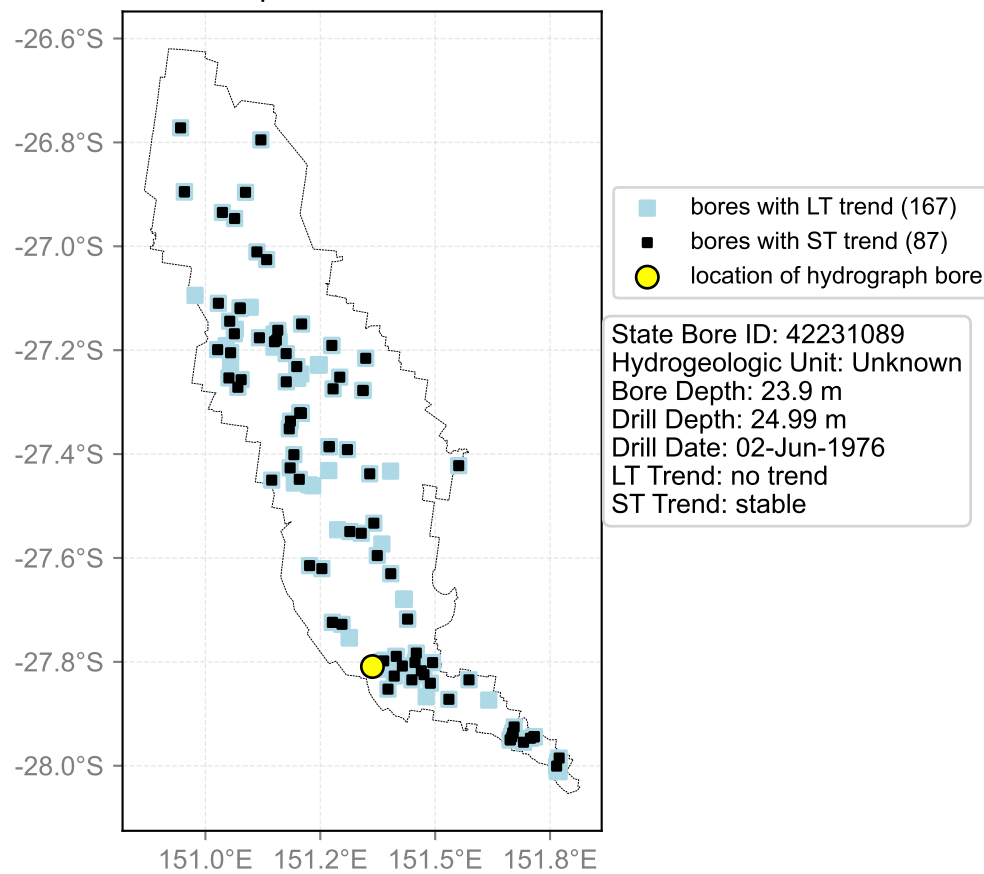 -26.6°S
-26.8°S
-27.0°S
-27.2°S
-27.4°S
-27.6°S
-27.8°S
-28.0°S
151.0°E
151.2°E
151.5°E
151.8°E
bores with LT trend (167)
bores with ST trend (87)
location of hydrograph bore
State Bore ID: 42231089
Hydrogeologic Unit: Unknown
Bore Depth: 23.9 m
Drill Depth: 24.99 m
Drill Date: 02-Jun-1976
LT Trend: no trend
ST Trend: stable